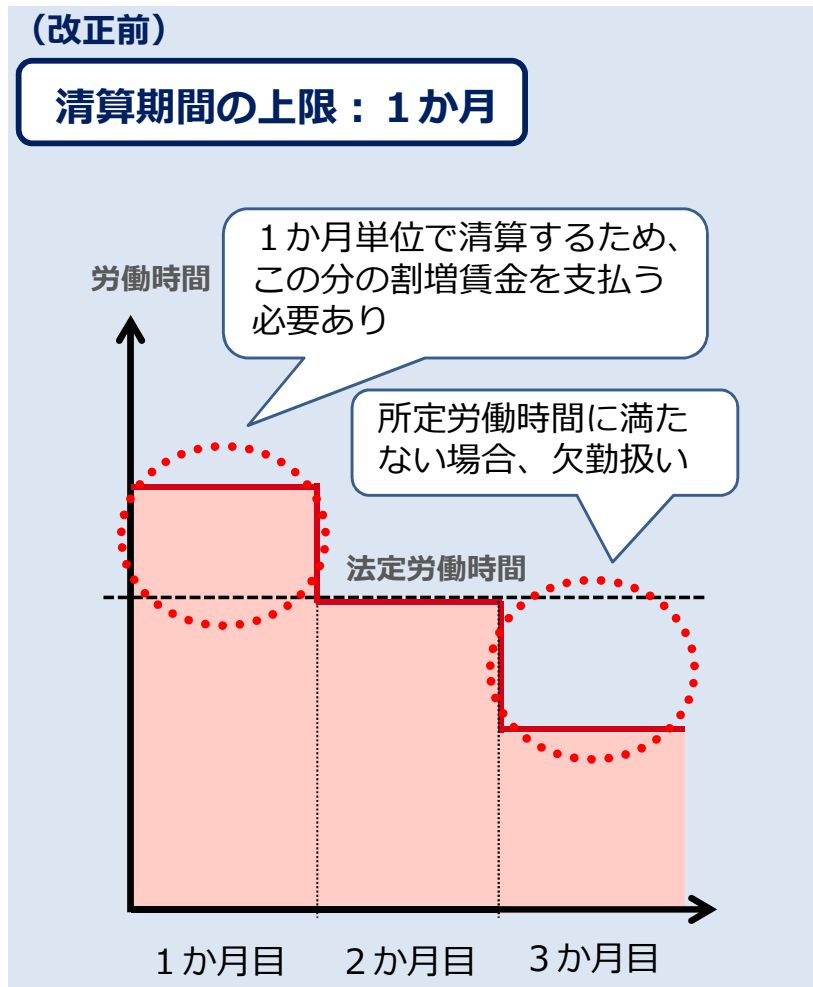 （改正前）
清算期間の上限：１か月
１か月単位で清算するため、
この分の割増賃金を支払う
必要あり
労働時間
所定労働時間に満た
ない場合、欠勤扱い
法定労働時間
１か月目
２か月目
３か月目